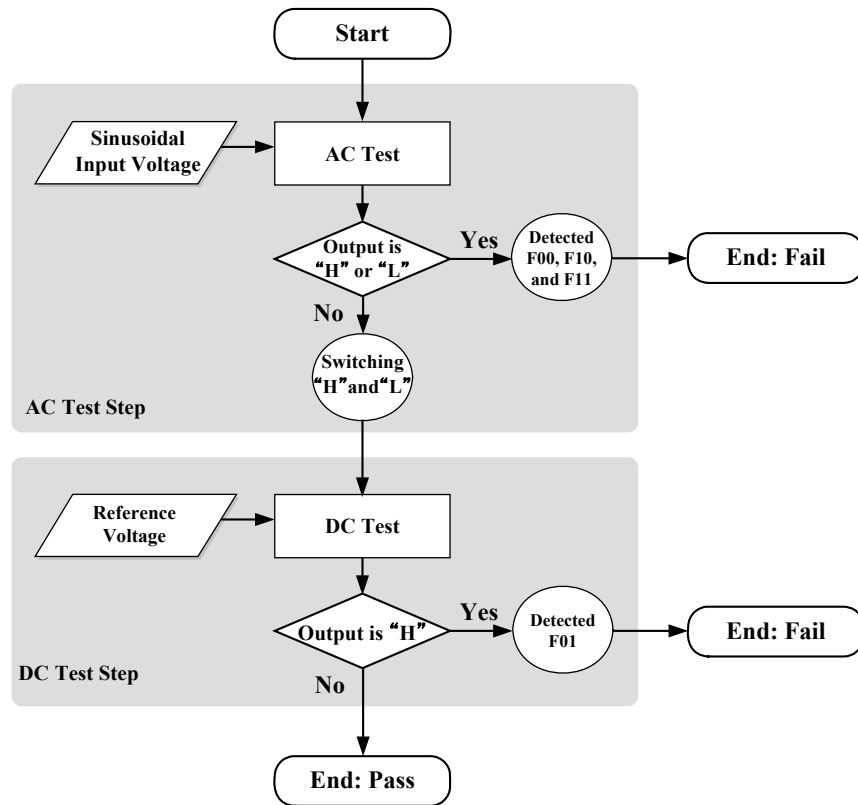 Start
Sinusoidal
Input Voltage
AC Test
Output is
“H” or “L”
Yes
Detected
F00, F10,
and F11
End: Fail
No
Switching
“H”and“L”
AC Test Step
Reference
Voltage
DC Test
Output is “H”
Yes
Detected
F01
End: Fail
DC Test Step
No
End: Pass